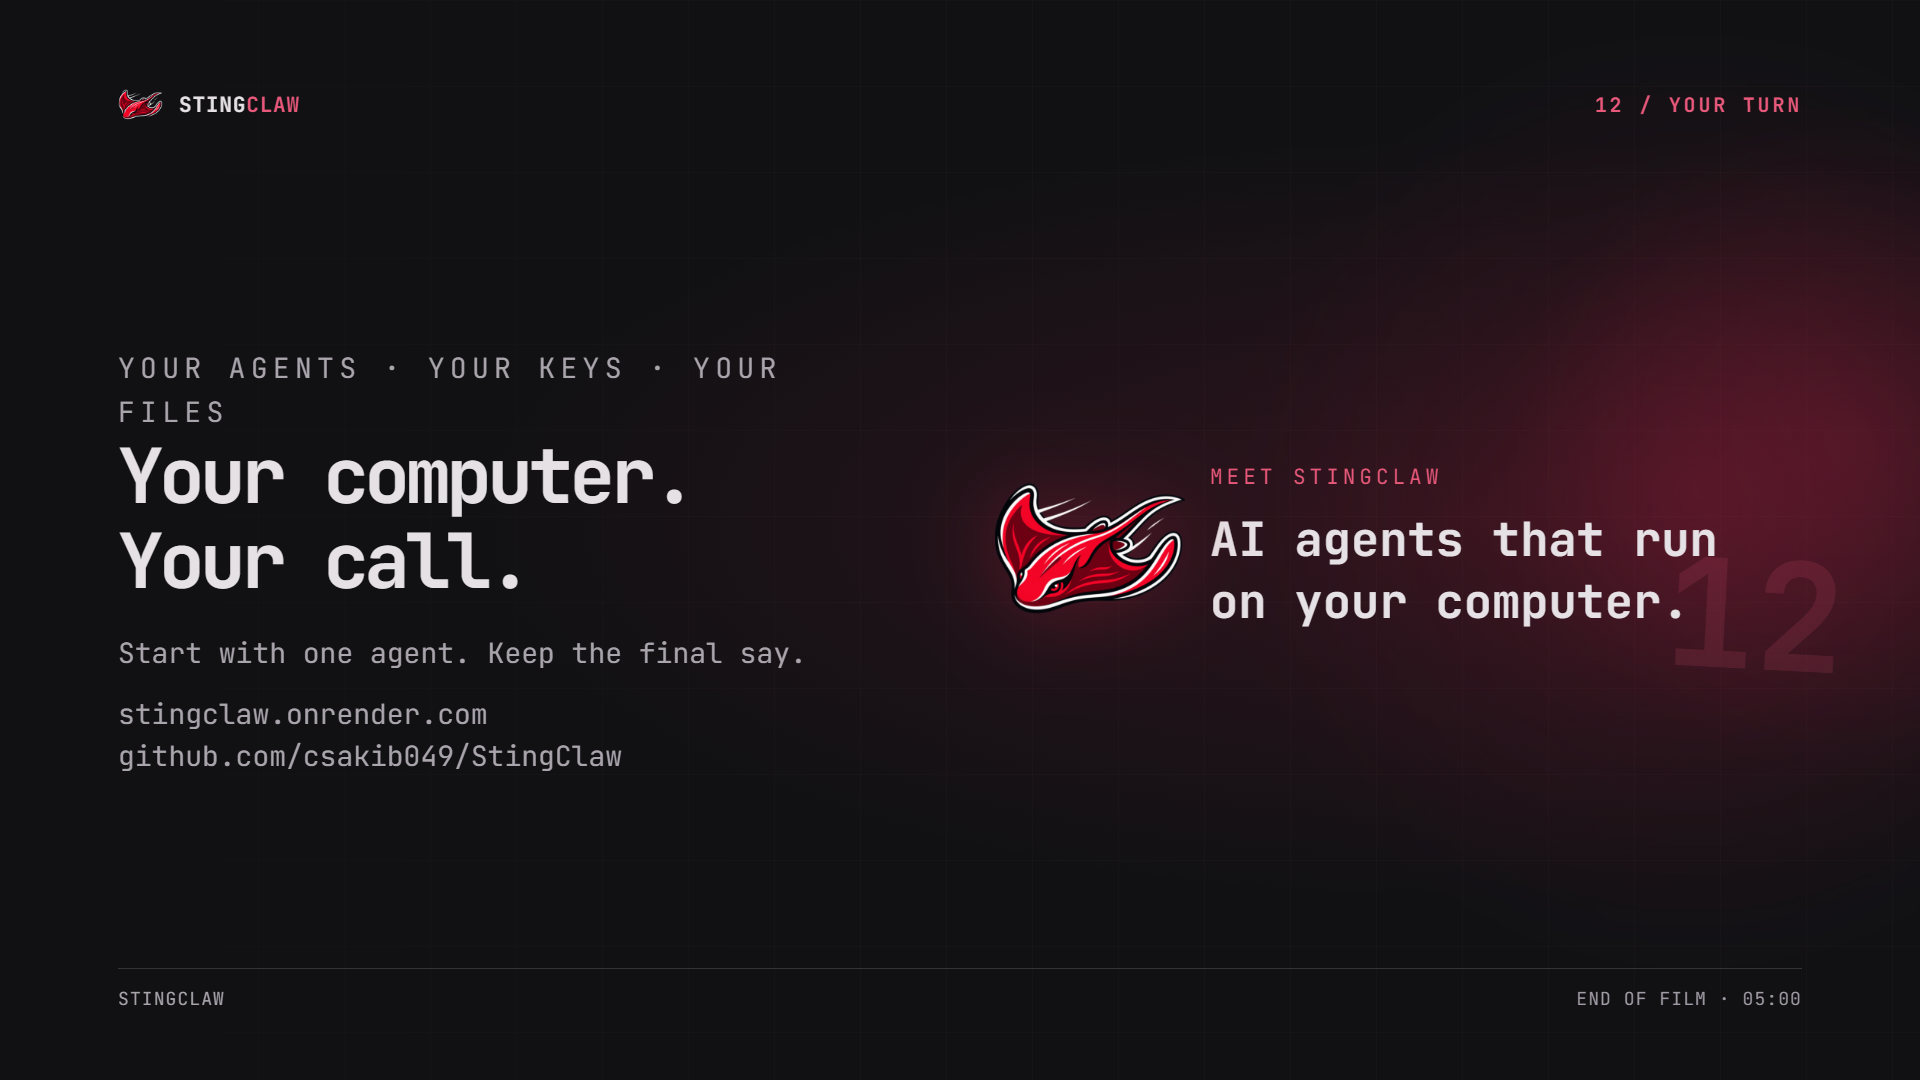 STINGCLAW
12 / YOUR TURN
YOUR AGENTS · YOUR KEYS · YOUR
FILES
Your computer.
Your call.
Start with one agent. Keep the final say.
stingclaw.onrender.com
github.com/csakib049/StingClaw
MEET STINGCLAW
AI agents that run
on your computer.
12
STINGCLAW
END OF FILM · 05:00